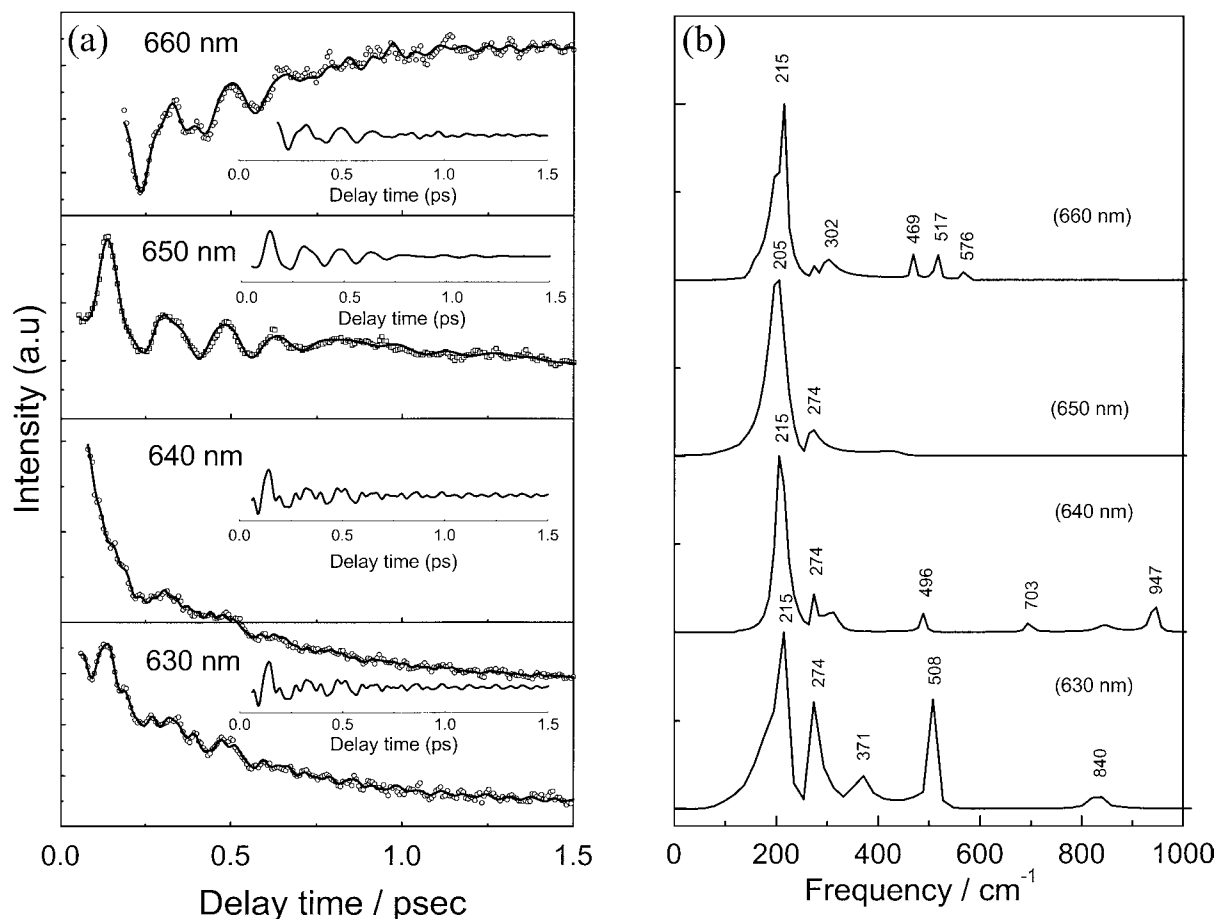 (a)
660 nm
0.0 0.5 1.0 1.5
Delay time (ps)
650 nm
0.0 0.5 1.0 1.5
Delay time (ps)
640 nm
0.0 0.5 1.0 1.5
Delay time (ps)
630 nm
0.0 0.5 1.0 1.5
Delay time (ps)
Intensity (a.u)
0.0 0.5 1.0 1.5
Delay time / psec
(b)
215
302
469
517
576
(660 nm)
205
274
(650 nm)
215
274
496
703
947
(640 nm)
215
274
371
508
840
(630 nm)
0 200 400 600 800 1000
Frequency / cm⁻¹